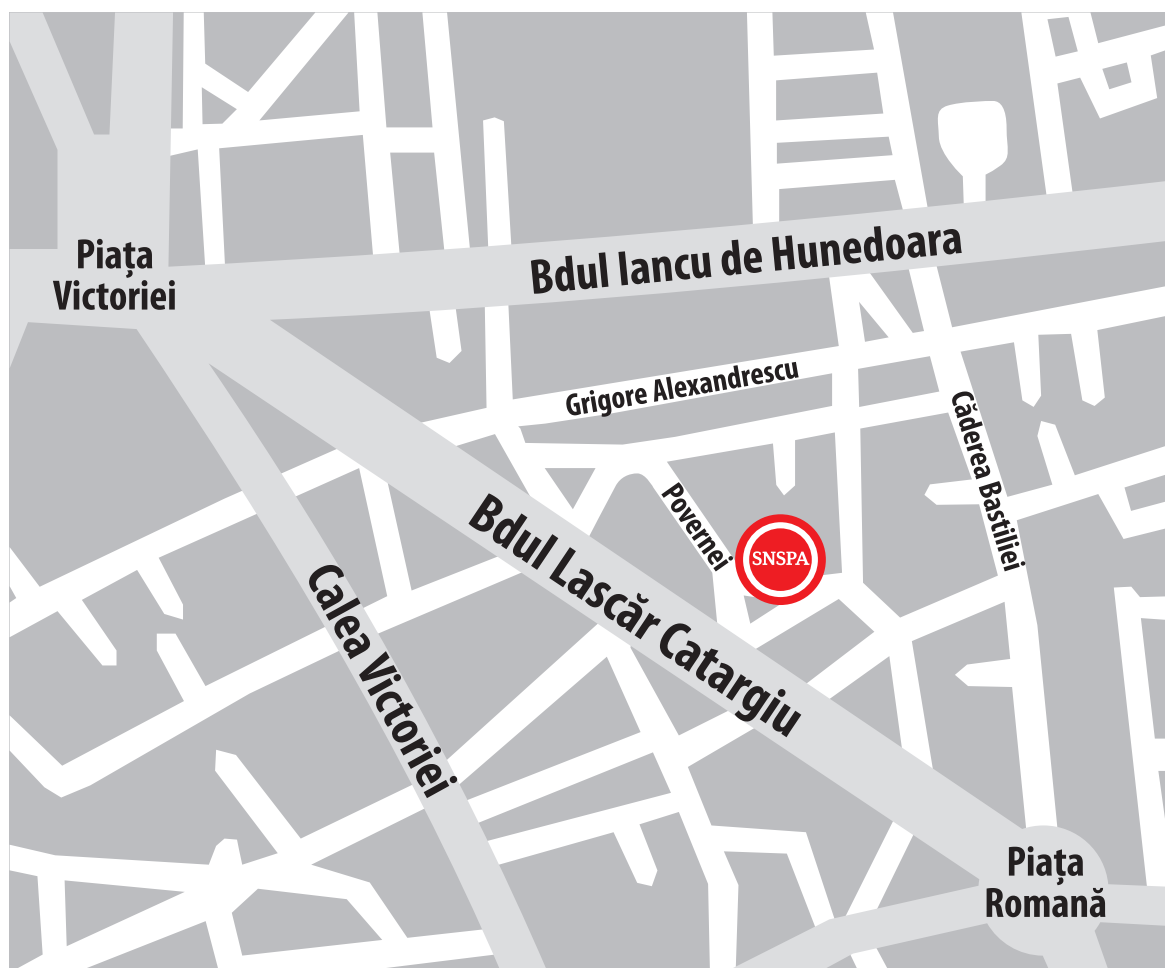 Piața
Victoriei
Bdul Iancu de Hunedoara
Grigore Alexandrescu
Căderea Bastiliei
Povernei
SNSPA
Bdul Lascăr Catargiu
Calea Victoriei
Piața
Romană